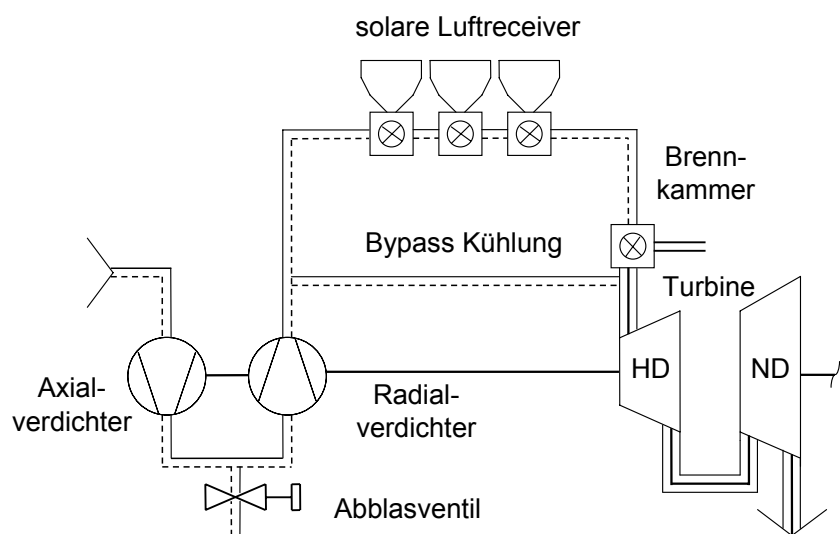 solare Luftreceiver
Brenn-
kammer
Bypass Kühlung
Turbine
HD
ND
Axial-
verdichter
Radial-
verdichter
Abblasventil